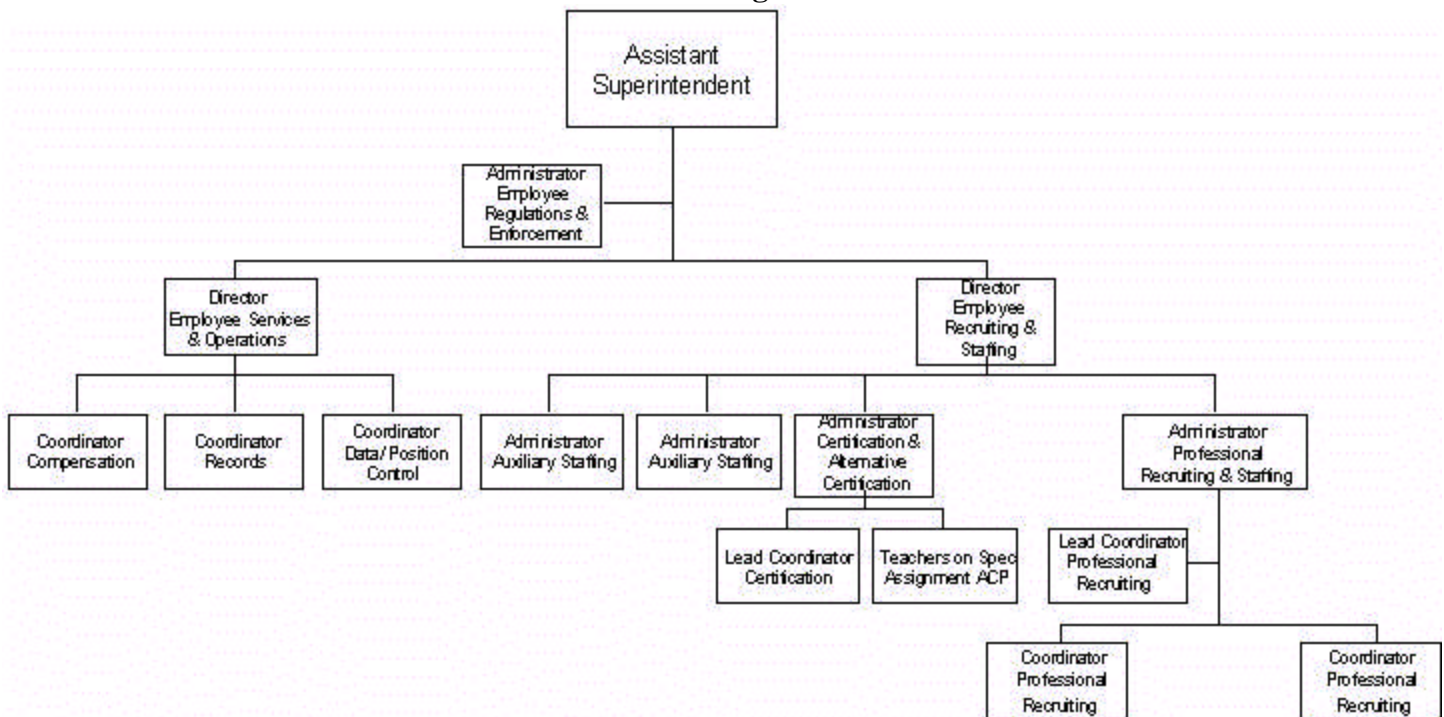 Assistant
Superintendent
Administrator
Employee
Regulations &
Enforcement
Director
Employee Services
& Operations
Director
Employee
Recruiting &
Staffing
Coordinator
Compensation
Coordinator
Records
Coordinator
Data/Position
Control
Administrator
Auxiliary Staffing
Administrator
Auxiliary Staffing
Administrator
Certification &
Alternative
Certification
Administrator
Professional
Recruiting & Staffing
Lead Coordinator
Certification
Teachers on Spec
Assignment ACP
Lead Coordinator
Professional
Recruiting
Coordinator
Professional
Recruiting
Coordinator
Professional
Recruiting